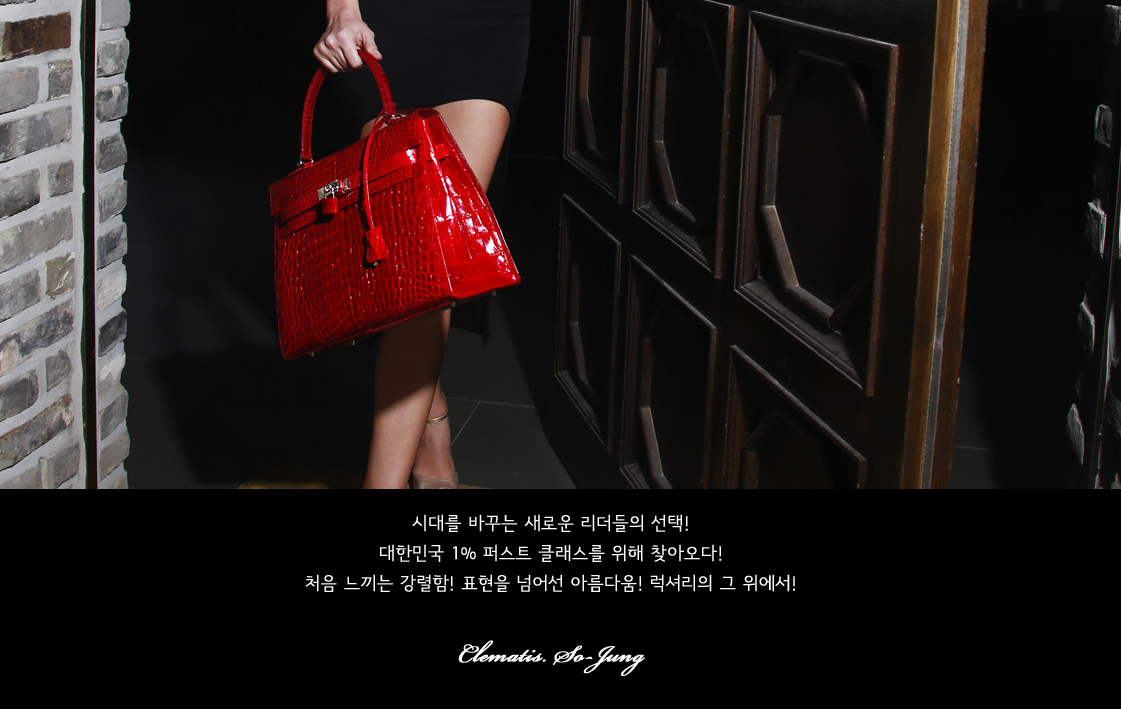 시대를 바꾸는 새로운 리더들의 선택!
대한민국 1% 퍼스트 클래스를 위해 찾아오다!
처음 느끼는 강렬함! 표현을 넘어선 아름다움! 럭셔리의 그 위에서!
Clematis. So-Jung